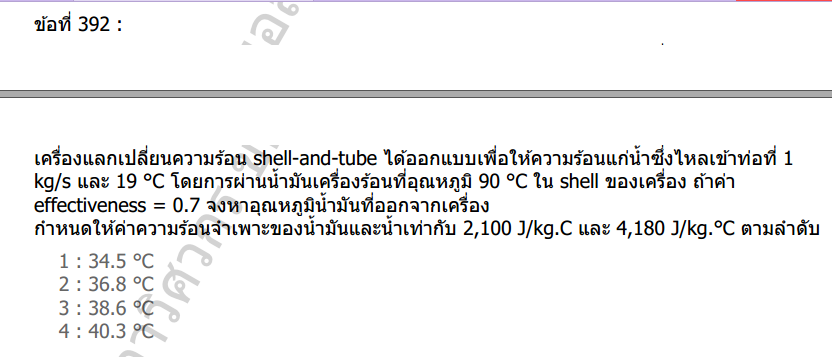 ข้อที่ 392 :
เครื่องแลกเปลี่ยนความร้อน shell-and-tube ได้ออกแบบเพื่อให้ความร้อนแก่น้ำซึ่งไหลเข้าท่อที่ 1
kg/s และ 19 °C โดยการผ่านน้ำมันเครื่องร้อนที่อุณหภูมิ 90 °C ใน shell ของเครื่อง ถ้าค่า
effectiveness = 0.7 จงหาอุณหภูมิน้ำมันที่ออกจากเครื่อง
กำหนดให้ค่าความร้อนจำเพาะของน้ำมันและน้ำเท่ากับ 2,100 J/kg.C และ 4,180 J/kg.°C ตามลำดับ
1 : 34.5 °C
2 : 36.8 °C
3 : 38.6 °C
4 : 40.3 °C